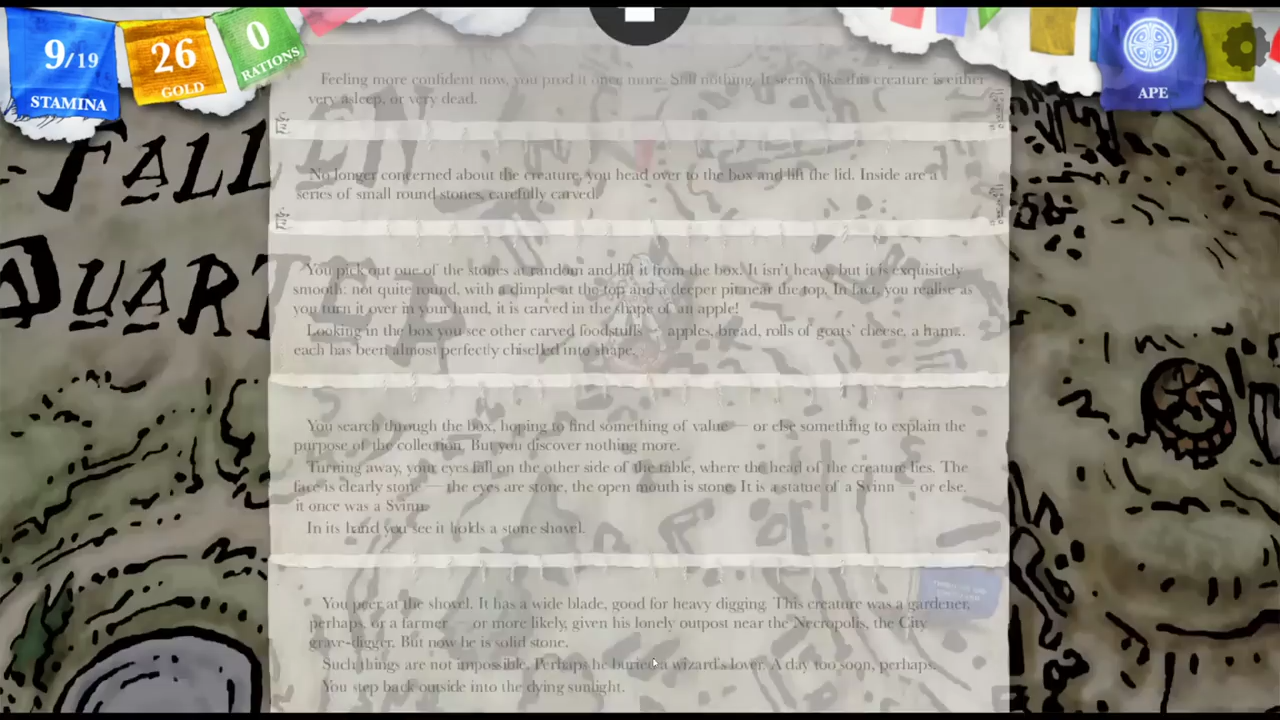 9/19
STAMINA
26
GOLD
0
RATIONS
APE
FALLEN
QUARTER
Feeling more confident now, you prod it once more. Still nothing. It seems like this creature is either
very asleep, or very dead.
No longer concerned about the creature, you head over to the box and lift the lid. Inside are a
series of small round stones, carefully carved.
You pick out one of the stones at random and lift it from the box. It isn't heavy, but it is exquisitely
smooth: not quite round, with a dimple at the top and a deeper pit near the top. In fact, you realise as
you turn it over in your hand, it is carved in the shape of an apple!
Looking in the box you see other carved foodstuffs — apples, bread, rolls of goats' cheese, a ham...
each has been almost perfectly chiselled into shape.
You search through the box, hoping to find something of value — or else something to explain the
purpose of the collection. But you discover nothing more.
Turning away, your eyes fall on the other side of the table, where the head of the creature lies. The
face is clearly stone — the eyes are stone, the open mouth is stone. It is a statue of a Svinn — or else,
it once was a Svinn.
In its hand you see it holds a stone shovel.
You peer at the shovel. It has a wide blade, good for heavy digging. This creature was a gardener,
perhaps, or a farmer — or more likely, given his lonely outpost near the Necropolis, the City
grave-digger. But now he is solid stone.
Such things are not impossible. Perhaps he buried a wizard's lover. A day too soon, perhaps.
You step back outside into the dying sunlight.